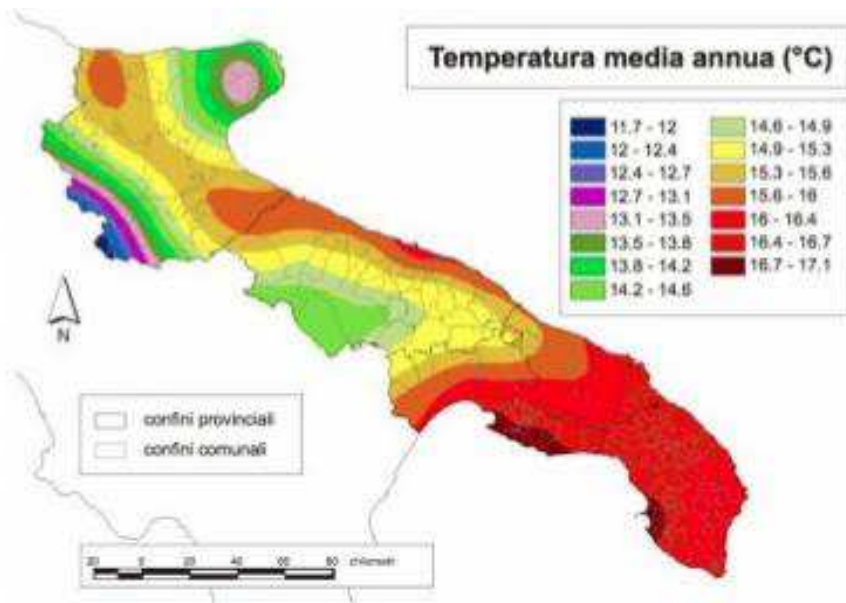 Temperatura media annua (°C)
11.7 - 12
12 - 12.4
12.4 - 12.7
12.7 - 13.1
13.1 - 13.5
13.5 - 13.8
13.8 - 14.2
14.2 - 14.6
14.6 - 14.9
14.9 - 15.3
15.3 - 15.6
15.6 - 16
16 - 16.4
16.4 - 16.7
16.7 - 17.1
N
confini provinciali
confini comunali
20 0 20 40 60 80 chilometri